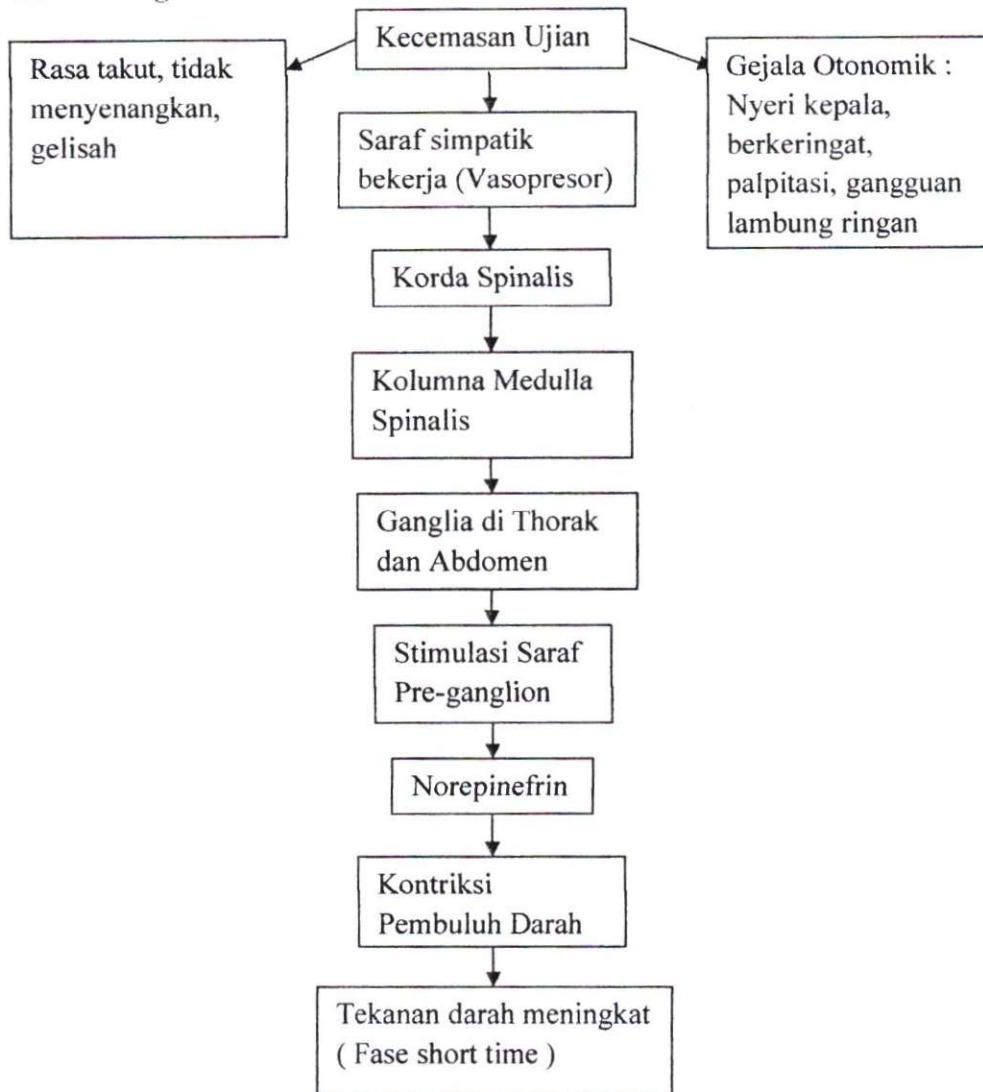 Kecemasan Ujian
Rasa takut, tidak
menyenangkan,
gelisah
Gejala Otonomik :
Nyeri kepala,
berkeringat,
palpitasi, gangguan
lambung ringan
Saraf simpatik
bekerja (Vasopresor)
Korda Spinalis
Kolumna Medulla
Spinalis
Ganglia di Thorak
dan Abdomen
Stimulasi Saraf
Pre-ganglion
Norepinefrin
Kontriksi
Pembuluh Darah
Tekanan darah meningkat
( Fase short time )